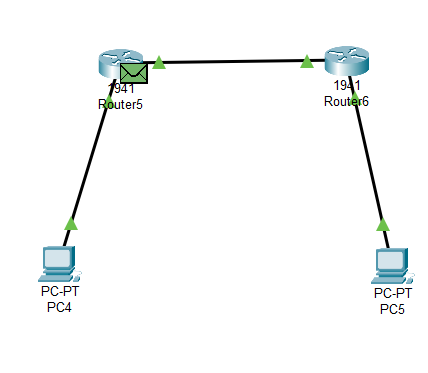 1941
Router5
1941
Router6
PC-PT
PC4
PC-PT
PC5